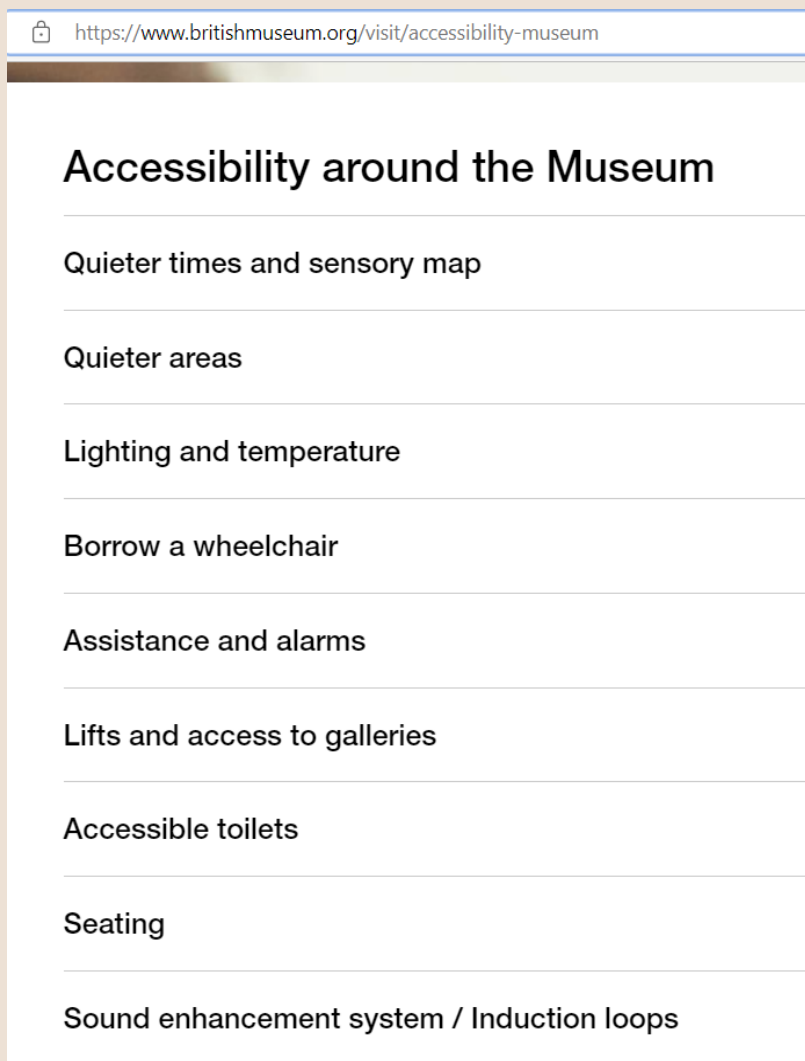 https://www.britishmuseum.org/visit/accessibility-museum
Accessibility around the Museum
Quieter times and sensory map
Quieter areas
Lighting and temperature
Borrow a wheelchair
Assistance and alarms
Lifts and access to galleries
Accessible toilets
Seating
Sound enhancement system / Induction loops